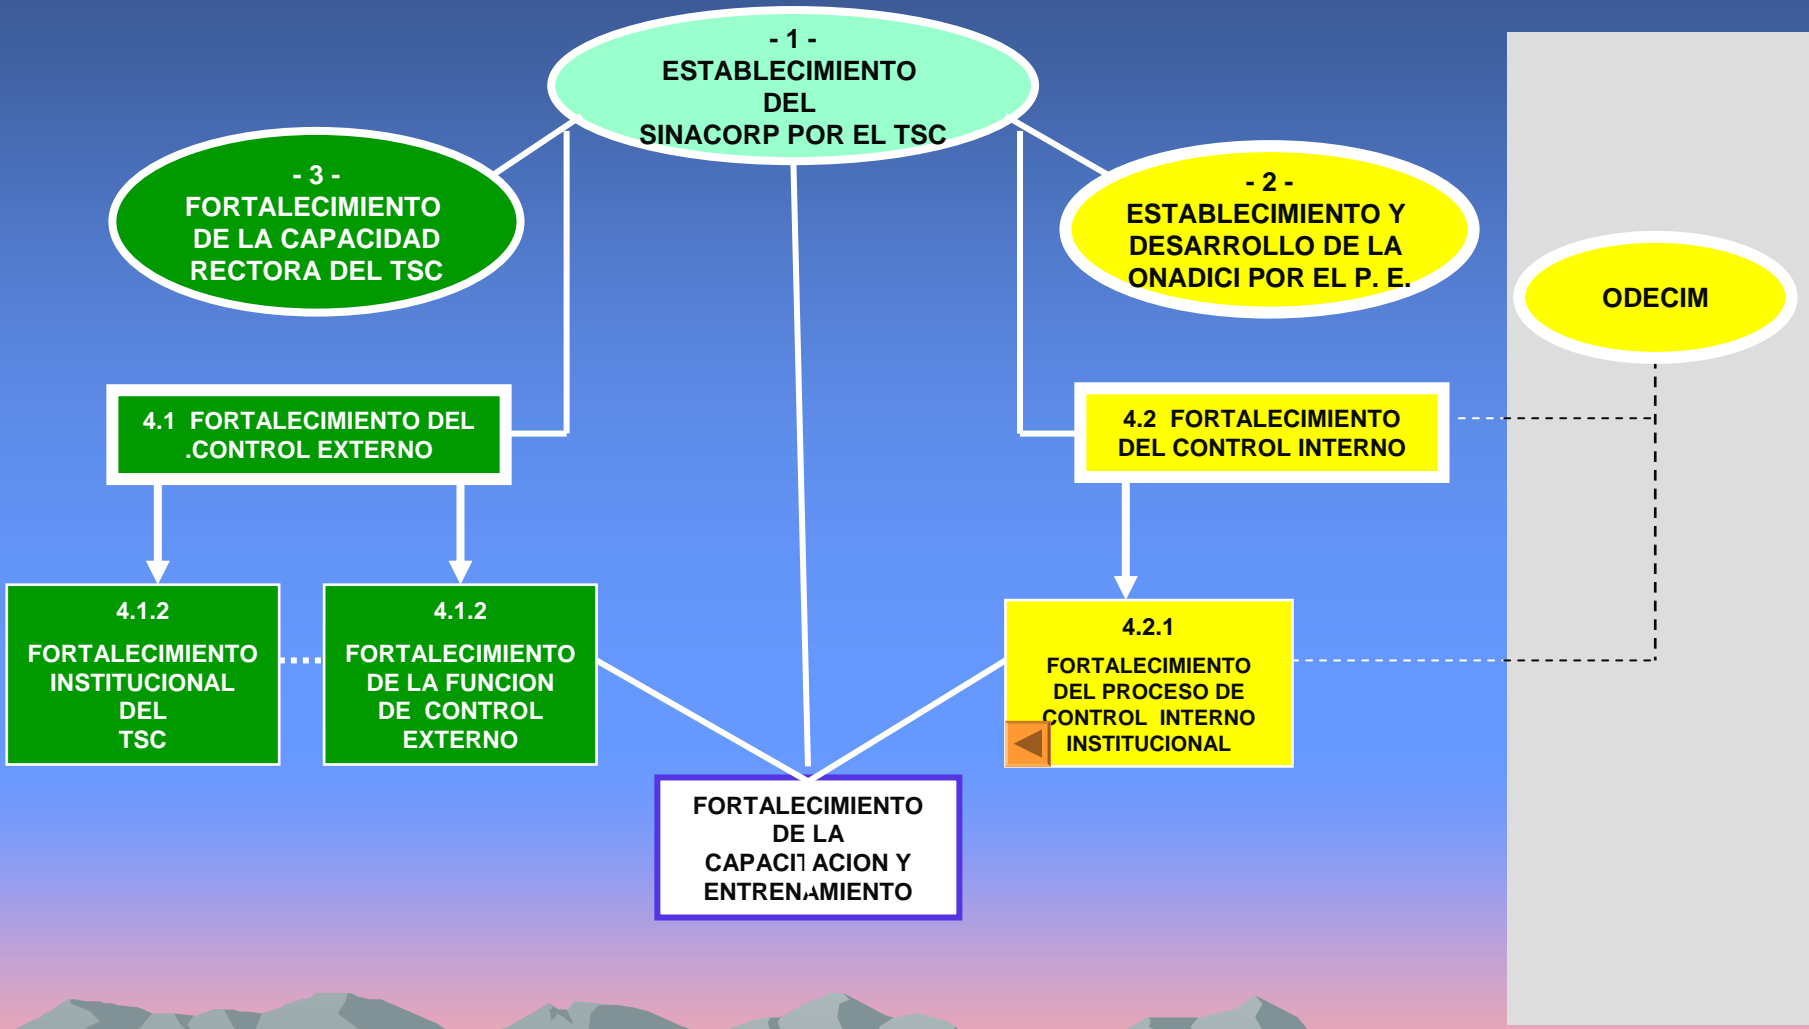 - 1 -
ESTABLECIMIENTO
DEL
SINACORP POR EL TSC
- 3 -
FORTALECIMIENTO
DE LA CAPACIDAD
RECTORA DEL TSC
- 2 -
ESTABLECIMIENTO Y
DESARROLLO DE LA
ONADICI POR EL P. E.
ODECIM
4.1 FORTALECIMIENTO DEL
.CONTROL EXTERNO
4.2 FORTALECIMIENTO
DEL CONTROL INTERNO
4.1.2
FORTALECIMIENTO
INSTITUCIONAL
DEL
TSC
4.1.2
FORTALECIMIENTO
DE LA FUNCION
DE CONTROL
EXTERNO
4.2.1
FORTALECIMIENTO
DEL PROCESO DE
CONTROL INTERNO
INSTITUCIONAL
FORTALECIMIENTO
DE LA
CAPACITACION Y
ENTRENAMIENTO